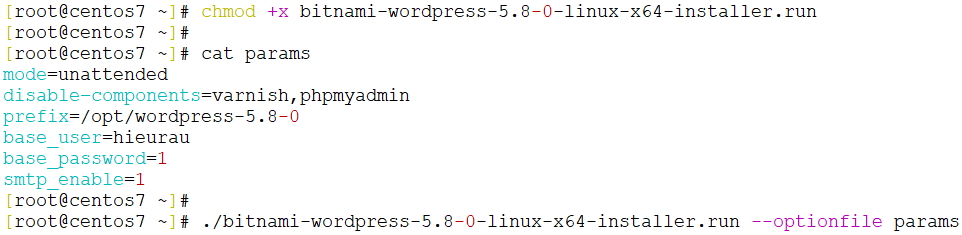 [root@centos7 ~]# chmod +x bitnami-wordpress-5.8-0-linux-x64-installer.run
[root@centos7 ~]#
[root@centos7 ~]# cat params
mode=unattended
disable-components=varnish,phpmyadmin
prefix=/opt/wordpress-5.8-0
base_user=hieurau
base_password=1
smtp_enable=1
[root@centos7 ~]#
[root@centos7 ~]# ./bitnami-wordpress-5.8-0-linux-x64-installer.run --optionfile params